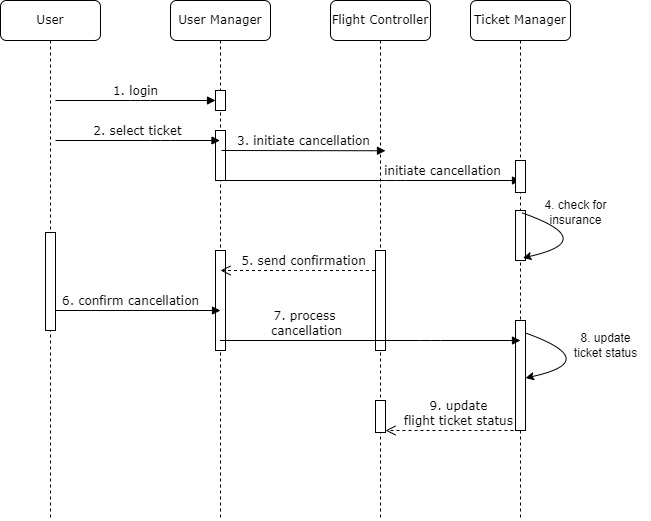 User
User Manager
Flight Controller
Ticket Manager
1. login
2. select ticket
3. initiate cancellation
initiate cancellation
4. check for
insurance
5. send confirmation
6. confirm cancellation
7. process
cancellation
8. update
ticket status
9. update
flight ticket status